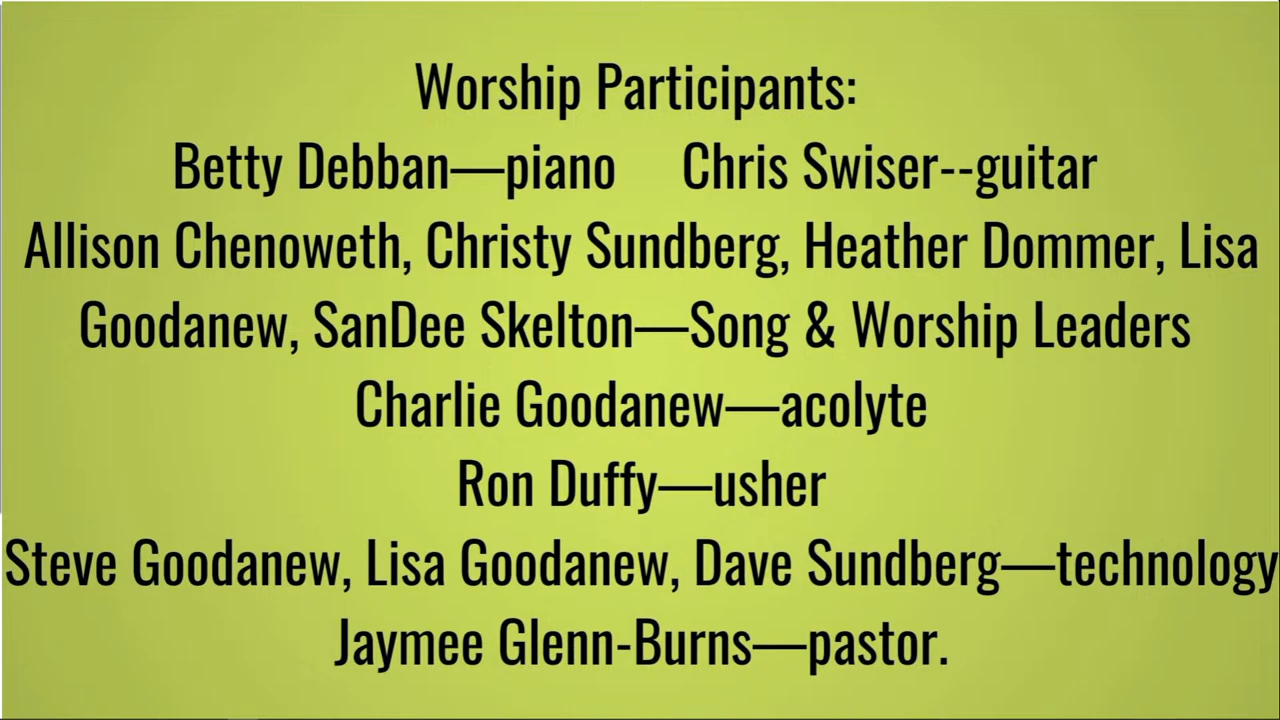 Worship Participants:
Betty Debban—piano Chris Swiser--guitar
Allison Chenoweth, Christy Sundberg, Heather Dommer, Lisa
Goodanew, SanDee Skelton—Song & Worship Leaders
Charlie Goodanew—acolyte
Ron Duffy—usher
Steve Goodanew, Lisa Goodanew, Dave Sundberg—technology
Jaymee Glenn-Burns—pastor.